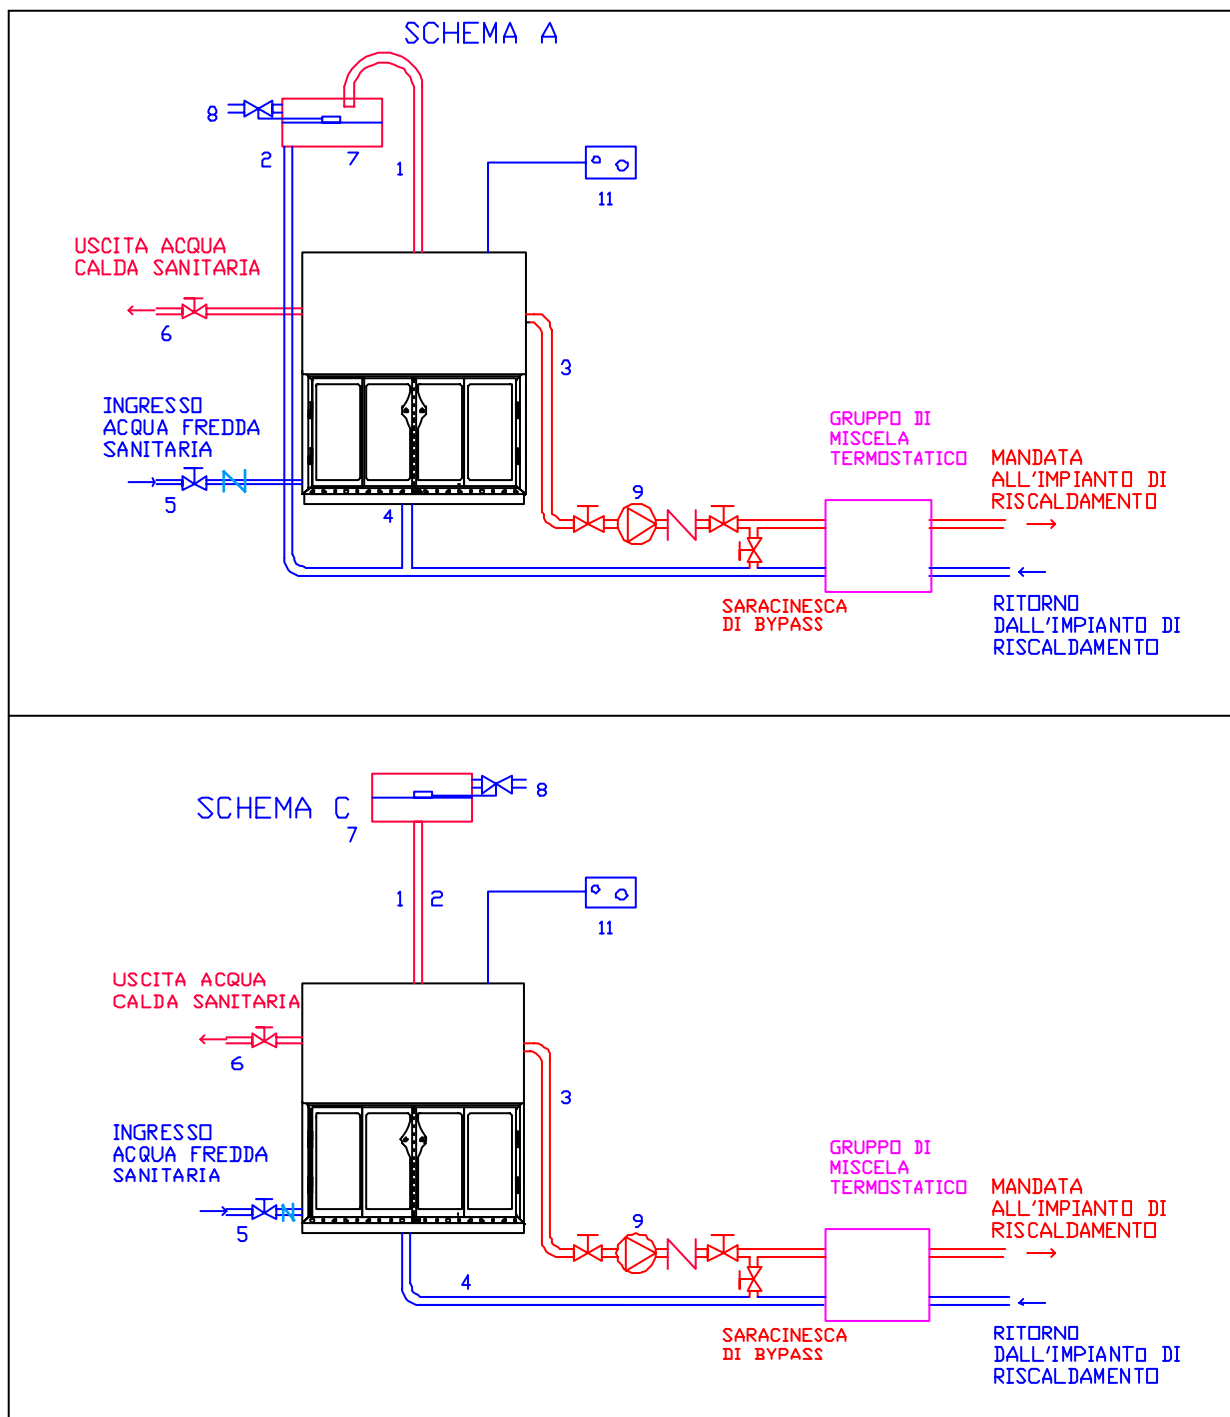 SCHEMA A
8
2
7
1
11
USCITA ACQUA
CALDA SANITARIA
6
3
INGRESSO
ACQUA FREDDA
SANITARIA
5
4
9
GRUPPO DI
MISCELA
TERMOSTATICO
MANDATA
ALL'IMPIANTO DI
RISCALDAMENTO
SARACINESCA
DI BYPASS
RITORNO
DALL'IMPIANTO DI
RISCALDAMENTO
SCHEMA C
7
8
1
2
11
USCITA ACQUA
CALDA SANITARIA
6
3
INGRESSO
ACQUA FREDDA
SANITARIA
5
4
9
GRUPPO DI
MISCELA
TERMOSTATICO
MANDATA
ALL'IMPIANTO DI
RISCALDAMENTO
SARACINESCA
DI BYPASS
RITORNO
DALL'IMPIANTO DI
RISCALDAMENTO